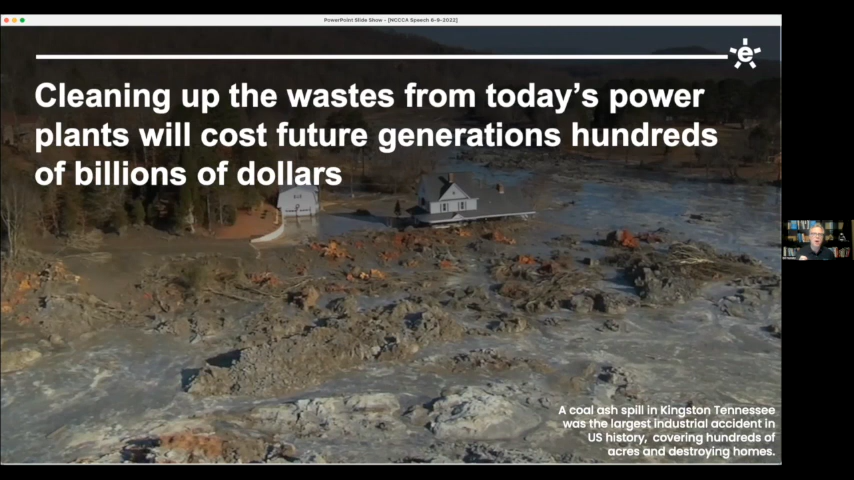 PowerPoint Slide Show - [NCCCA Speech 6-9-2022]
e
Cleaning up the wastes from today's power
plants will cost future generations hundreds
of billions of dollars
A coal ash spill in Kingston Tennessee
was the largest industrial accident in
US history, covering hundreds of
acres and destroying homes.